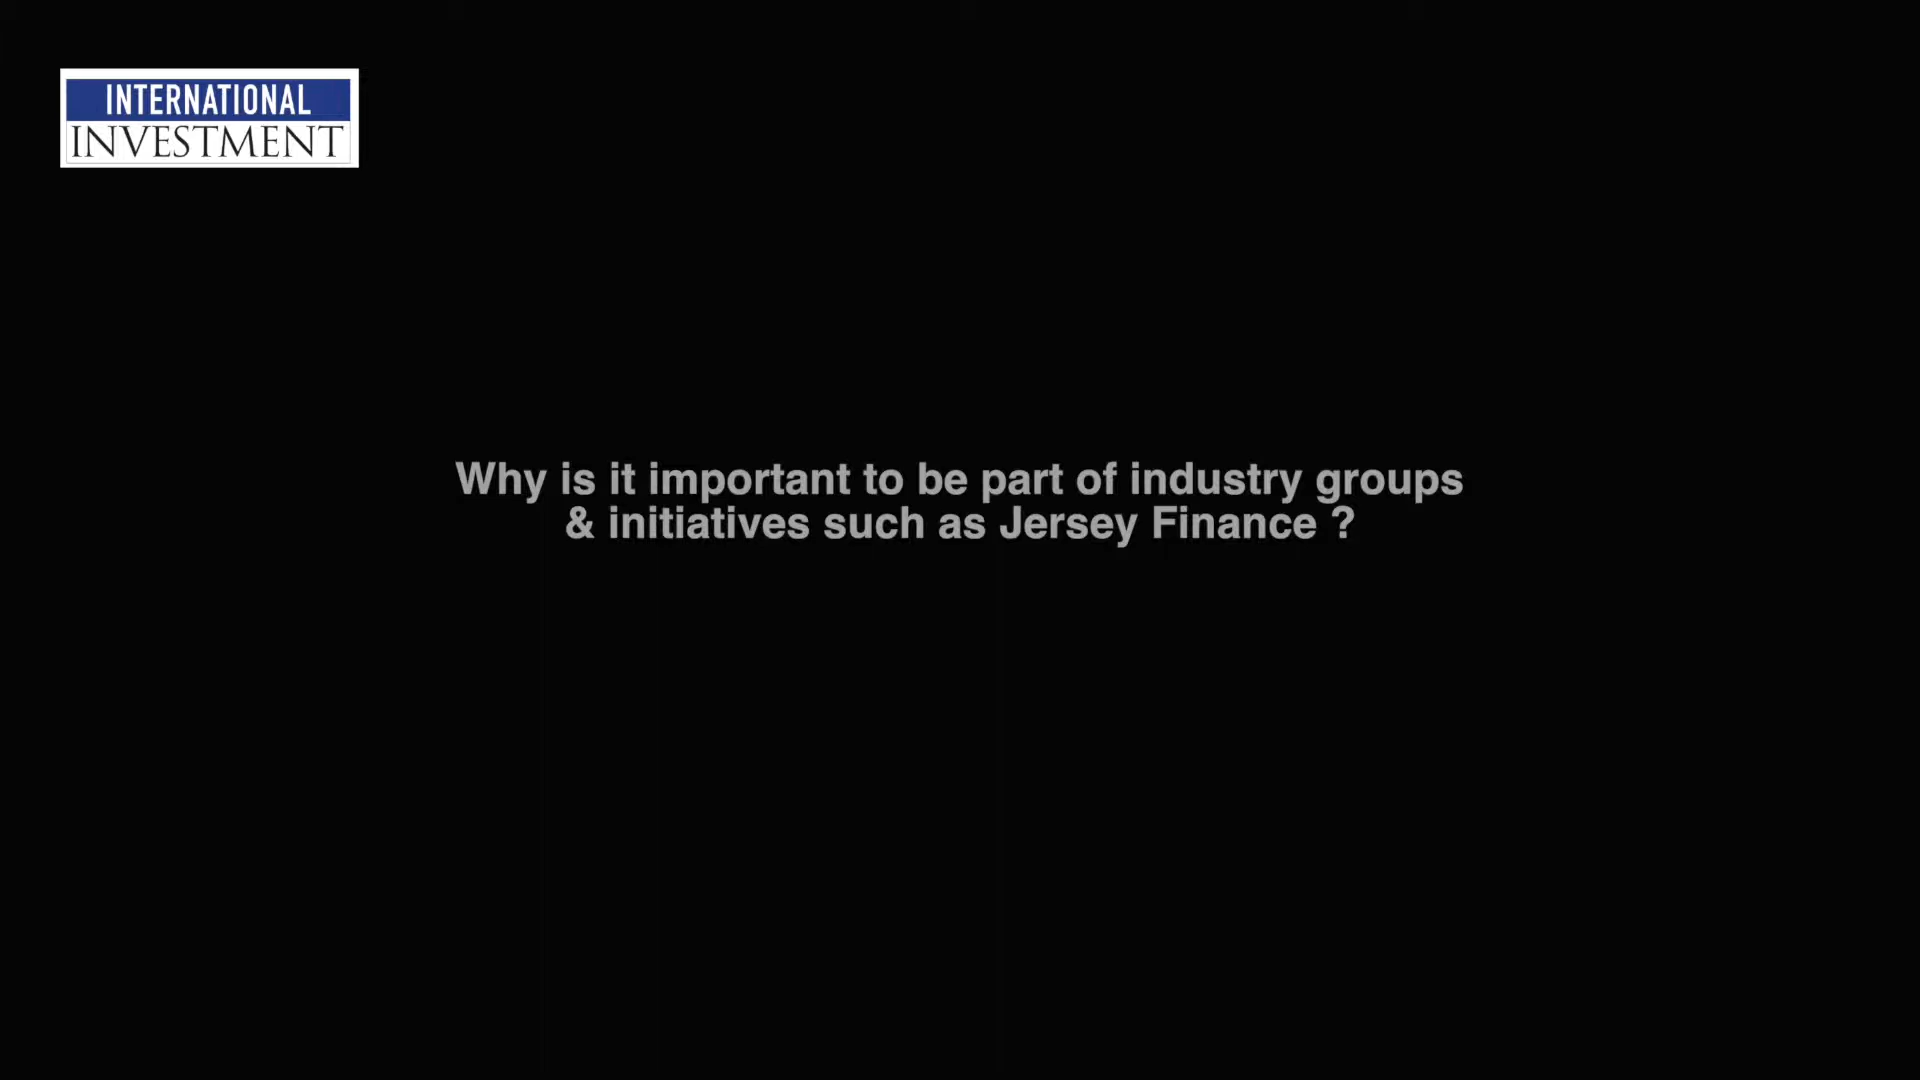 INTERNATIONAL
INVESTMENT
Why is it important to be part of industry groups
& initiatives such as Jersey Finance ?